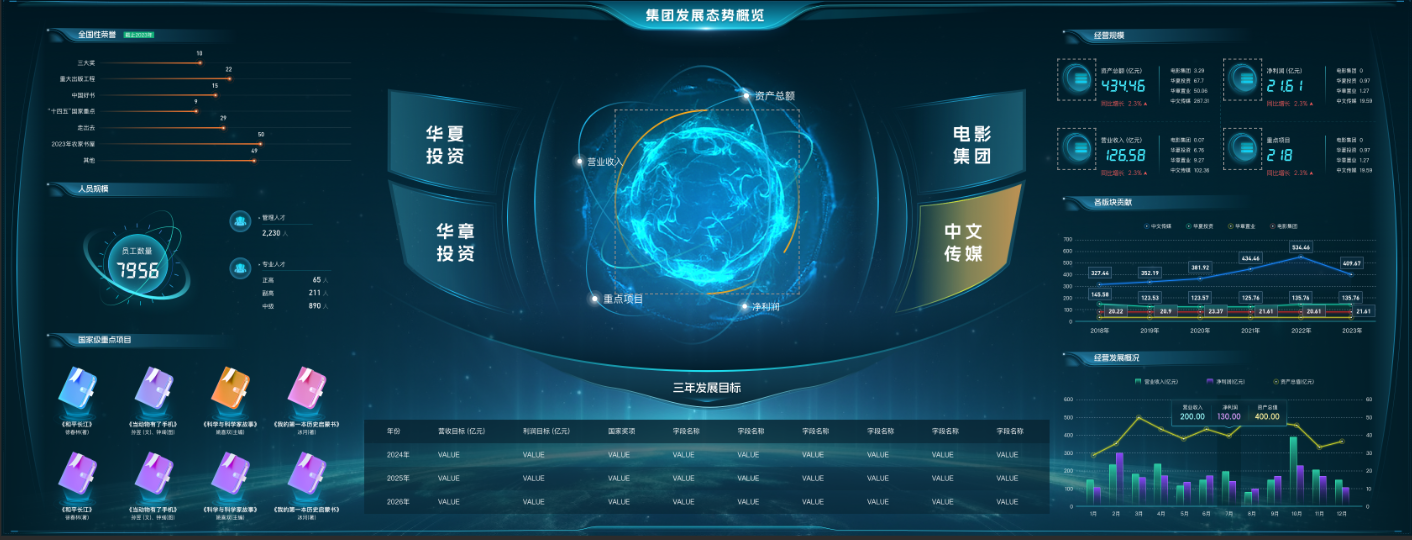 集团发展态势概览
全国性荣誉 截止2023年
三大奖 10
重大出版工程 22
中国好书 15
"十四五"国家重点 9
走出去 29
2023年农家书屋 50
其他 49
人员规模
员工数量
7956
管理人才
2,230 人
专业人才
正高 65 人
副高 211 人
中级 890 人
国家级重点项目
《和平长江》
徐春林(著)
《当动物有了手机》
《科学与科学家故事》
《我的第一本历史启蒙书》
冰河(著)
《和平长江》
徐春林(著)
《当动物有了手机》
《科学与科学家故事》
《我的第一本历史启蒙书》
冰河(著)
华夏
投资
华章
投资
资产总额
营业收入
重点项目
净利润
电影
集团
中文
传媒
三年发展目标
年份 营收目标 (亿元) 利润目标 (亿元) 国家奖项 字段名称 字段名称 字段名称 字段名称 字段名称 字段名称
2024年 VALUE VALUE VALUE VALUE VALUE VALUE VALUE VALUE VALUE
2025年 VALUE VALUE VALUE VALUE VALUE VALUE VALUE VALUE VALUE
2026年 VALUE VALUE VALUE VALUE VALUE VALUE VALUE VALUE VALUE
经营规模
资产总额 (亿元)
434.46
同比增长 2.3%
电影集团 3.29
华夏投资 67.7
华章置业 50.96
中文传媒 287.31
净利润 (亿元)
21.61
同比增长 2.3%
电影集团 0
华夏投资 0.97
华章置业 1.27
中文传媒 19.59
营业收入 (亿元)
126.58
同比增长 2.3%
电影集团 0.07
华夏投资 6.76
华章置业 9.27
中文传媒 102.36
重点项目
218
同比增长 2.3%
电影集团 0
华夏投资 0.97
华章置业 1.27
中文传媒 19.59
各板块贡献
中文传媒 华夏投资 华章置业 电影集团
700
600
500
400
300
200
100
0
327.44 352.19 381.92 434.46 534.46 409.67
145.58 123.53 123.57 125.76 135.76 135.76
20.22 20.9 23.37 21.61 20.61 21.61
2018年 2019年 2020年 2021年 2022年 2023年
经营发展概况
营业收入(亿元) 净利润(亿元) 资产总值(亿元)
营业收入 净利润 资产总值
200.00 130.00 400.00
600 60
500 50
400 40
300 30
200 20
100 10
0 0
1月 2月 3月 4月 5月 6月 7月 8月 9月 10月 11月 12月